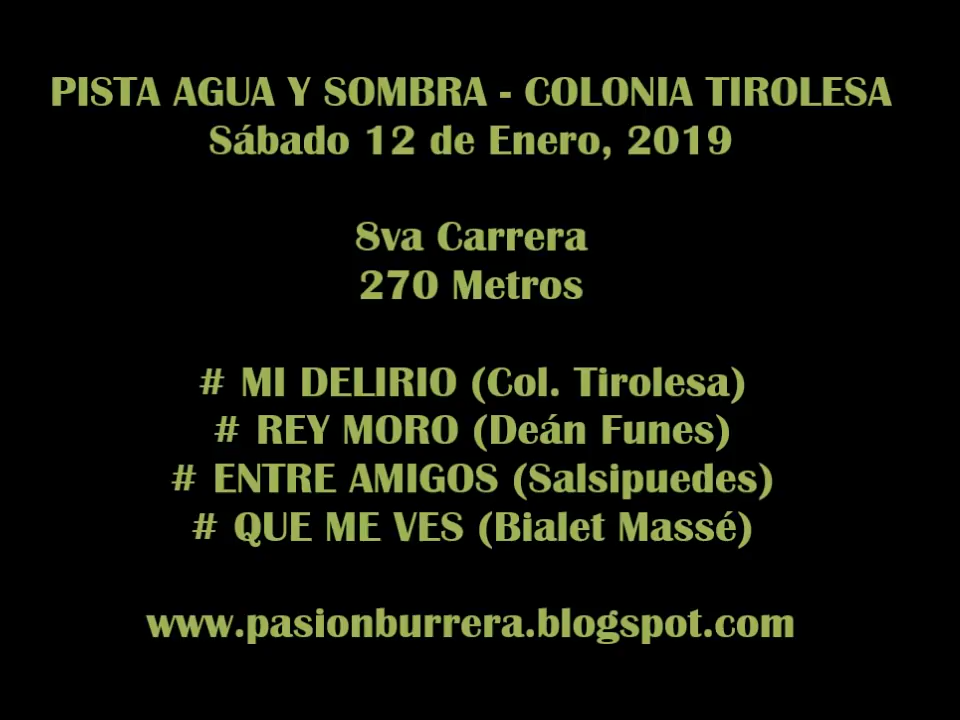 PISTA AGUA Y SOMBRA - COLONIA TIROLESA
Sábado 12 de Enero, 2019
8va Carrera
270 Metros
# MI DELIRIO (Col. Tirolesa)
# REY MORO (Deán Funes)
# ENTRE AMIGOS (Salsipuedes)
# QUE ME VES (Bialet Massé)
www.pasionburrera.blogspot.com